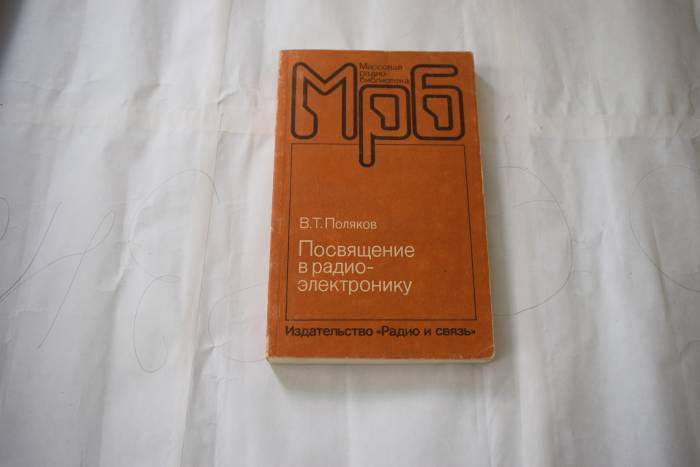 Массовая
радио-
библиотека
Мрб
В.Т.Поляков
Посвящение
в радио-
электронику
Издательство «Радио и связь»